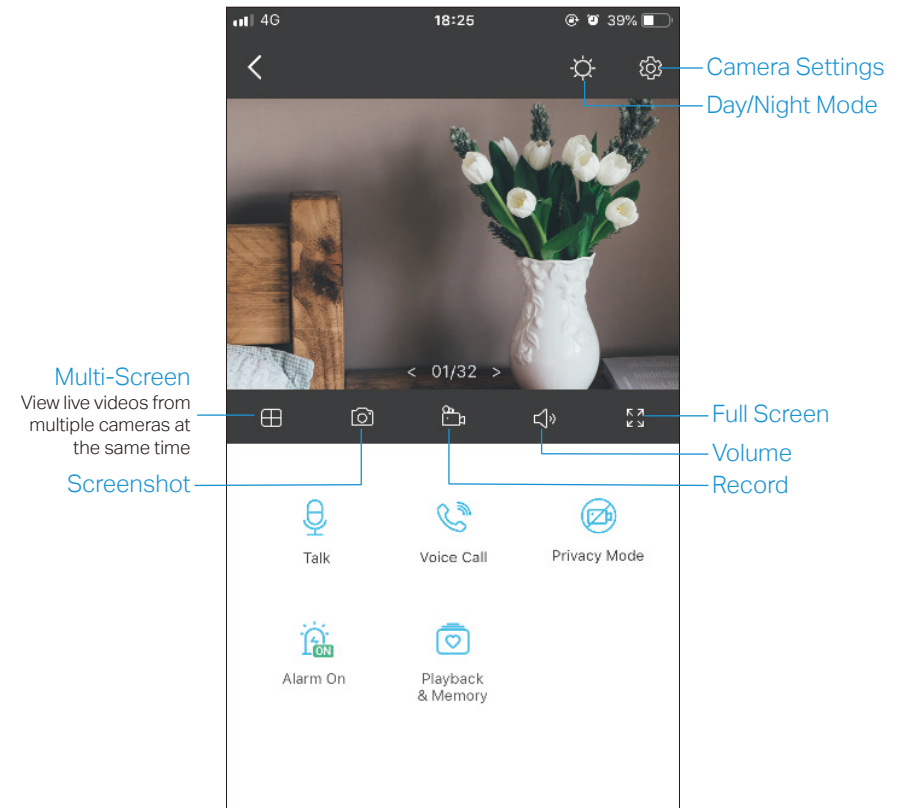 4G 18:25 39%
Camera Settings
Day/Night Mode
< 01/32 >
Multi-Screen
View live videos from
multiple cameras at
the same time
Full Screen
Volume
Screenshot
Record
Talk Voice Call Privacy Mode
ON
Alarm On Playback
& Memory